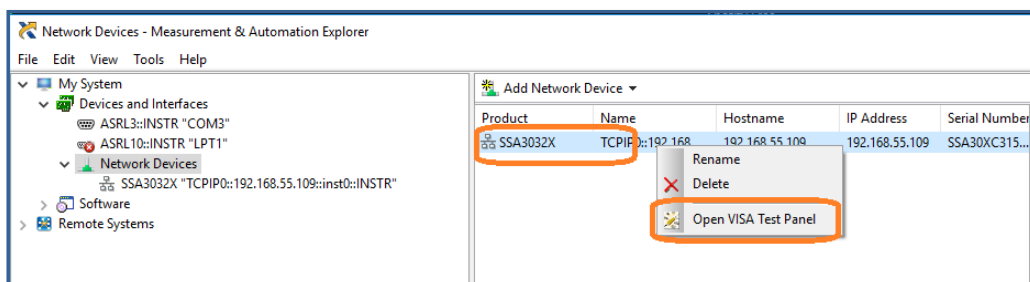 Network Devices - Measurement & Automation Explorer
File Edit View Tools Help
My System
Devices and Interfaces
ASRL3::INSTR "COM3"
ASRL10::INSTR "LPT1"
Network Devices
SSA3032X "TCPIP0::192.168.55.109::inst0::INSTR"
Software
Remote Systems
Add Network Device
Product Name Hostname IP Address Serial Number
SSA3032X TCPIP0::192.168 192.168.55.109 192.168.55.109 SSA30XC315...
Rename
Delete
Open VISA Test Panel